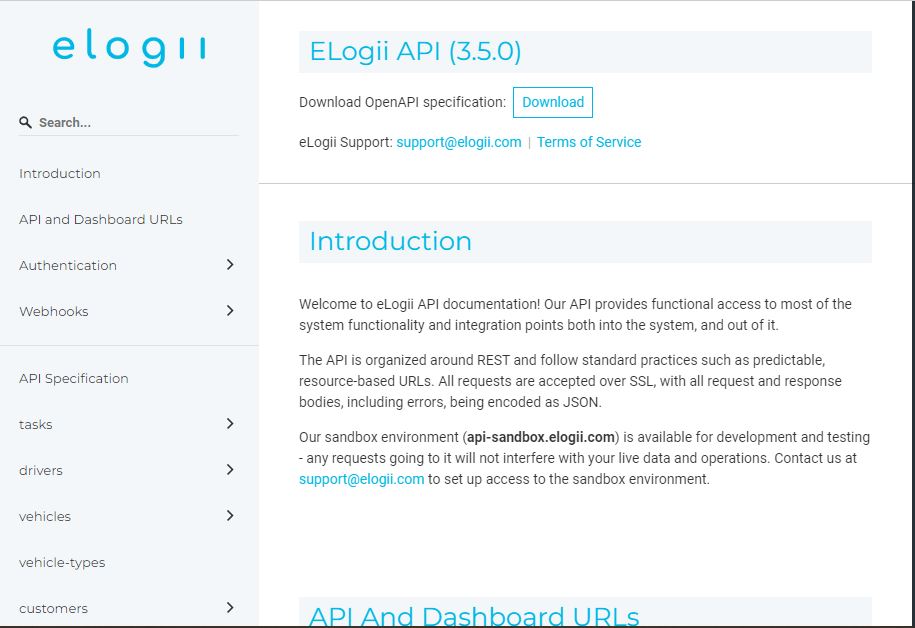 elogii
Search...
Introduction
API and Dashboard URLs
Authentication
Webhooks
API Specification
tasks
drivers
vehicles
vehicle-types
customers
ELogii API (3.5.0)
Download OpenAPI specification: Download
eLogii Support: support@elogii.com | Terms of Service
Introduction
Welcome to eLogii API documentation! Our API provides functional access to most of the
system functionality and integration points both into the system, and out of it.
The API is organized around REST and follow standard practices such as predictable,
resource-based URLs. All requests are accepted over SSL, with all request and response
bodies, including errors, being encoded as JSON.
Our sandbox environment (api-sandbox.elogii.com) is available for development and testing
- any requests going to it will not interfere with your live data and operations. Contact us at
support@elogii.com to set up access to the sandbox environment.
API And Dashboard URLs